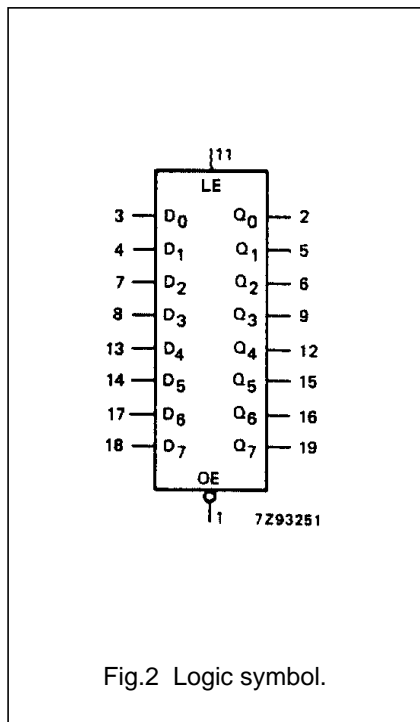 11
LE
3 D0 Q0 2
4 D1 Q1 5
7 D2 Q2 6
8 D3 Q3 9
13 D4 Q4 12
14 D5 Q5 15
17 D6 Q6 16
18 D7 Q7 19
OE
1 7Z93251
Fig.2 Logic symbol.